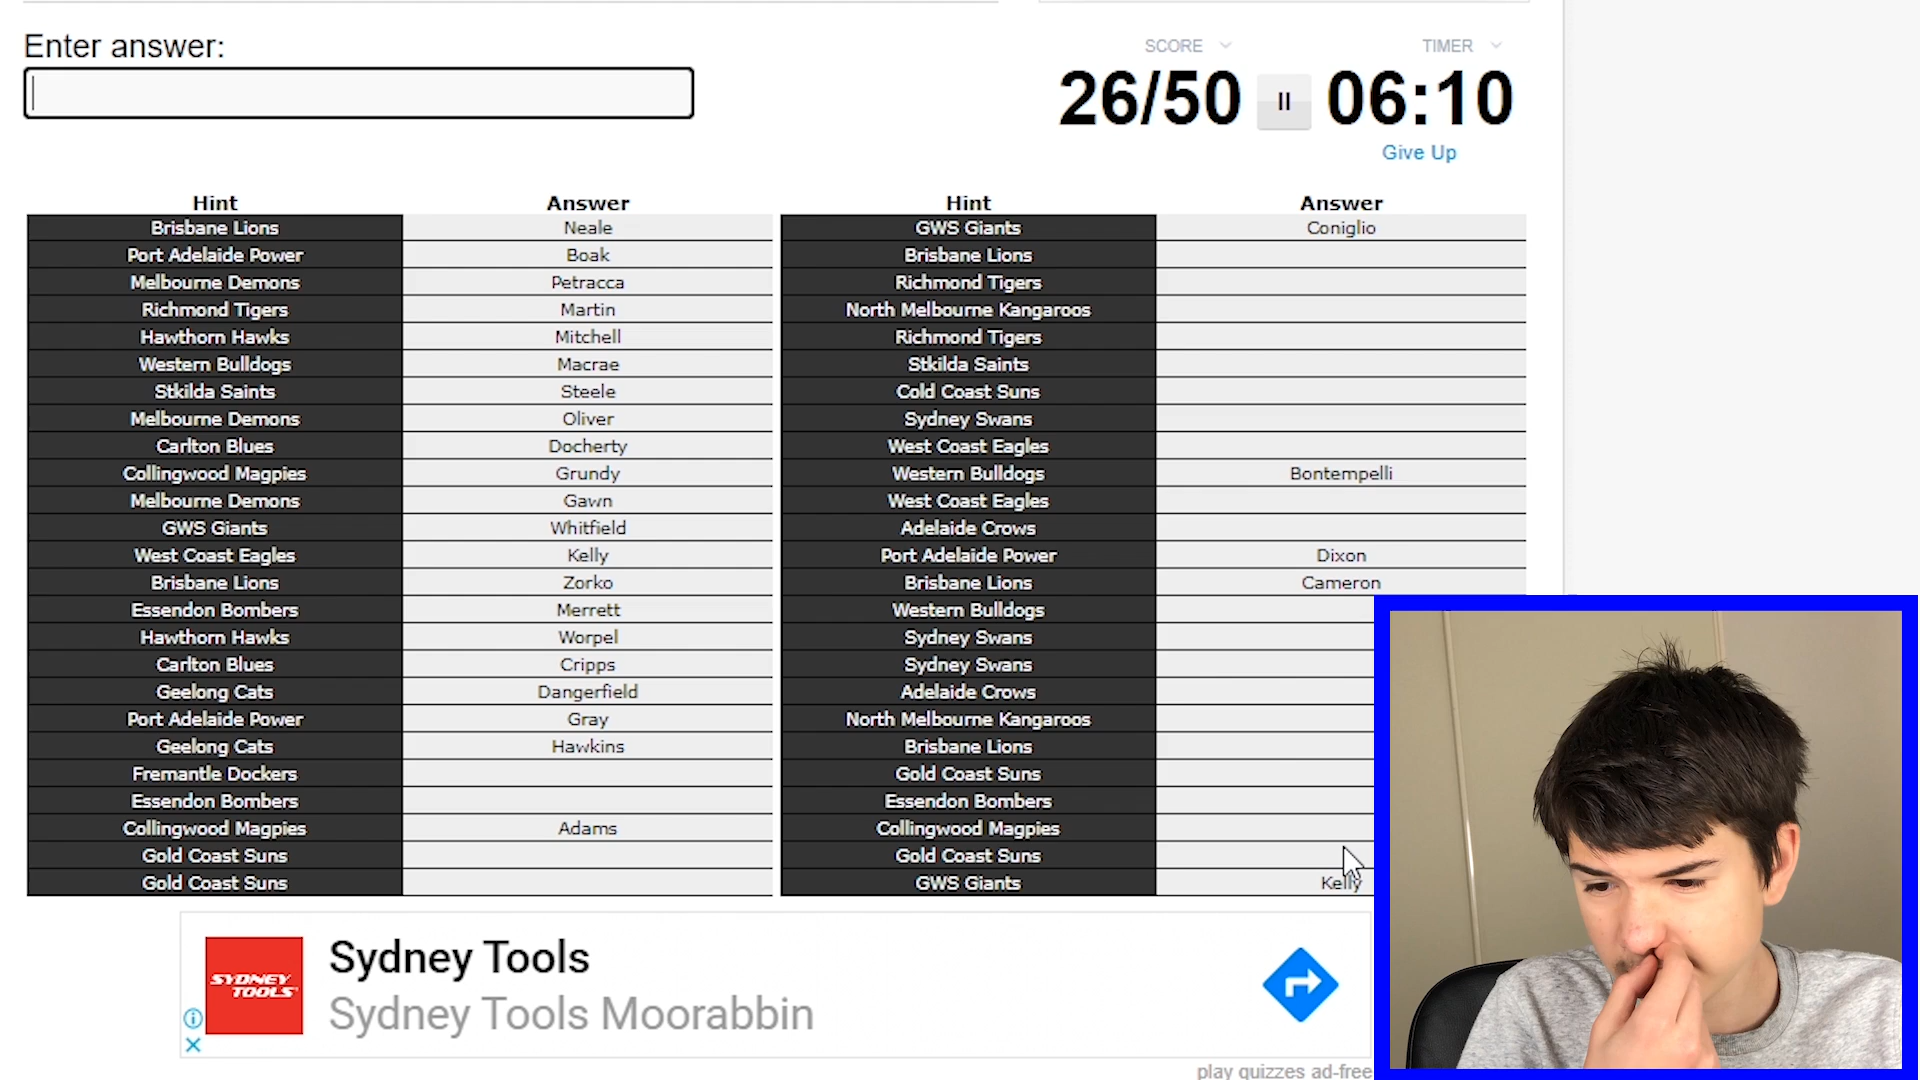 Enter answer:
SCORE
TIMER
26/50
06:10
Give Up
Hint Answer Hint Answer
Brisbane Lions Neale GWS Giants Coniglio
Port Adelaide Power Boak Brisbane Lions
Melbourne Demons Petracca Richmond Tigers
Richmond Tigers Martin North Melbourne Kangaroos
Hawthorn Hawks Mitchell Richmond Tigers
Western Bulldogs Macrae Stkilda Saints
Stkilda Saints Steele Cold Coast Suns
Melbourne Demons Oliver Sydney Swans
Carlton Blues Docherty West Coast Eagles
Collingwood Magpies Grundy Western Bulldogs Bontempelli
Melbourne Demons Gawn West Coast Eagles
GWS Giants Whitfield Adelaide Crows
West Coast Eagles Kelly Port Adelaide Power Dixon
Brisbane Lions Zorko Brisbane Lions Cameron
Essendon Bombers Merrett Western Bulldogs
Hawthorn Hawks Worpel Sydney Swans
Carlton Blues Cripps Sydney Swans
Geelong Cats Dangerfield Adelaide Crows
Port Adelaide Power Gray North Melbourne Kangaroos
Geelong Cats Hawkins Brisbane Lions
Fremantle Dockers Gold Coast Suns
Essendon Bombers Essendon Bombers
Collingwood Magpies Adams Collingwood Magpies
Gold Coast Suns Gold Coast Suns
Gold Coast Suns GWS Giants Kelly
SYDNEY
TOOLS
Sydney Tools
Sydney Tools Moorabbin
play quizzes ad-free